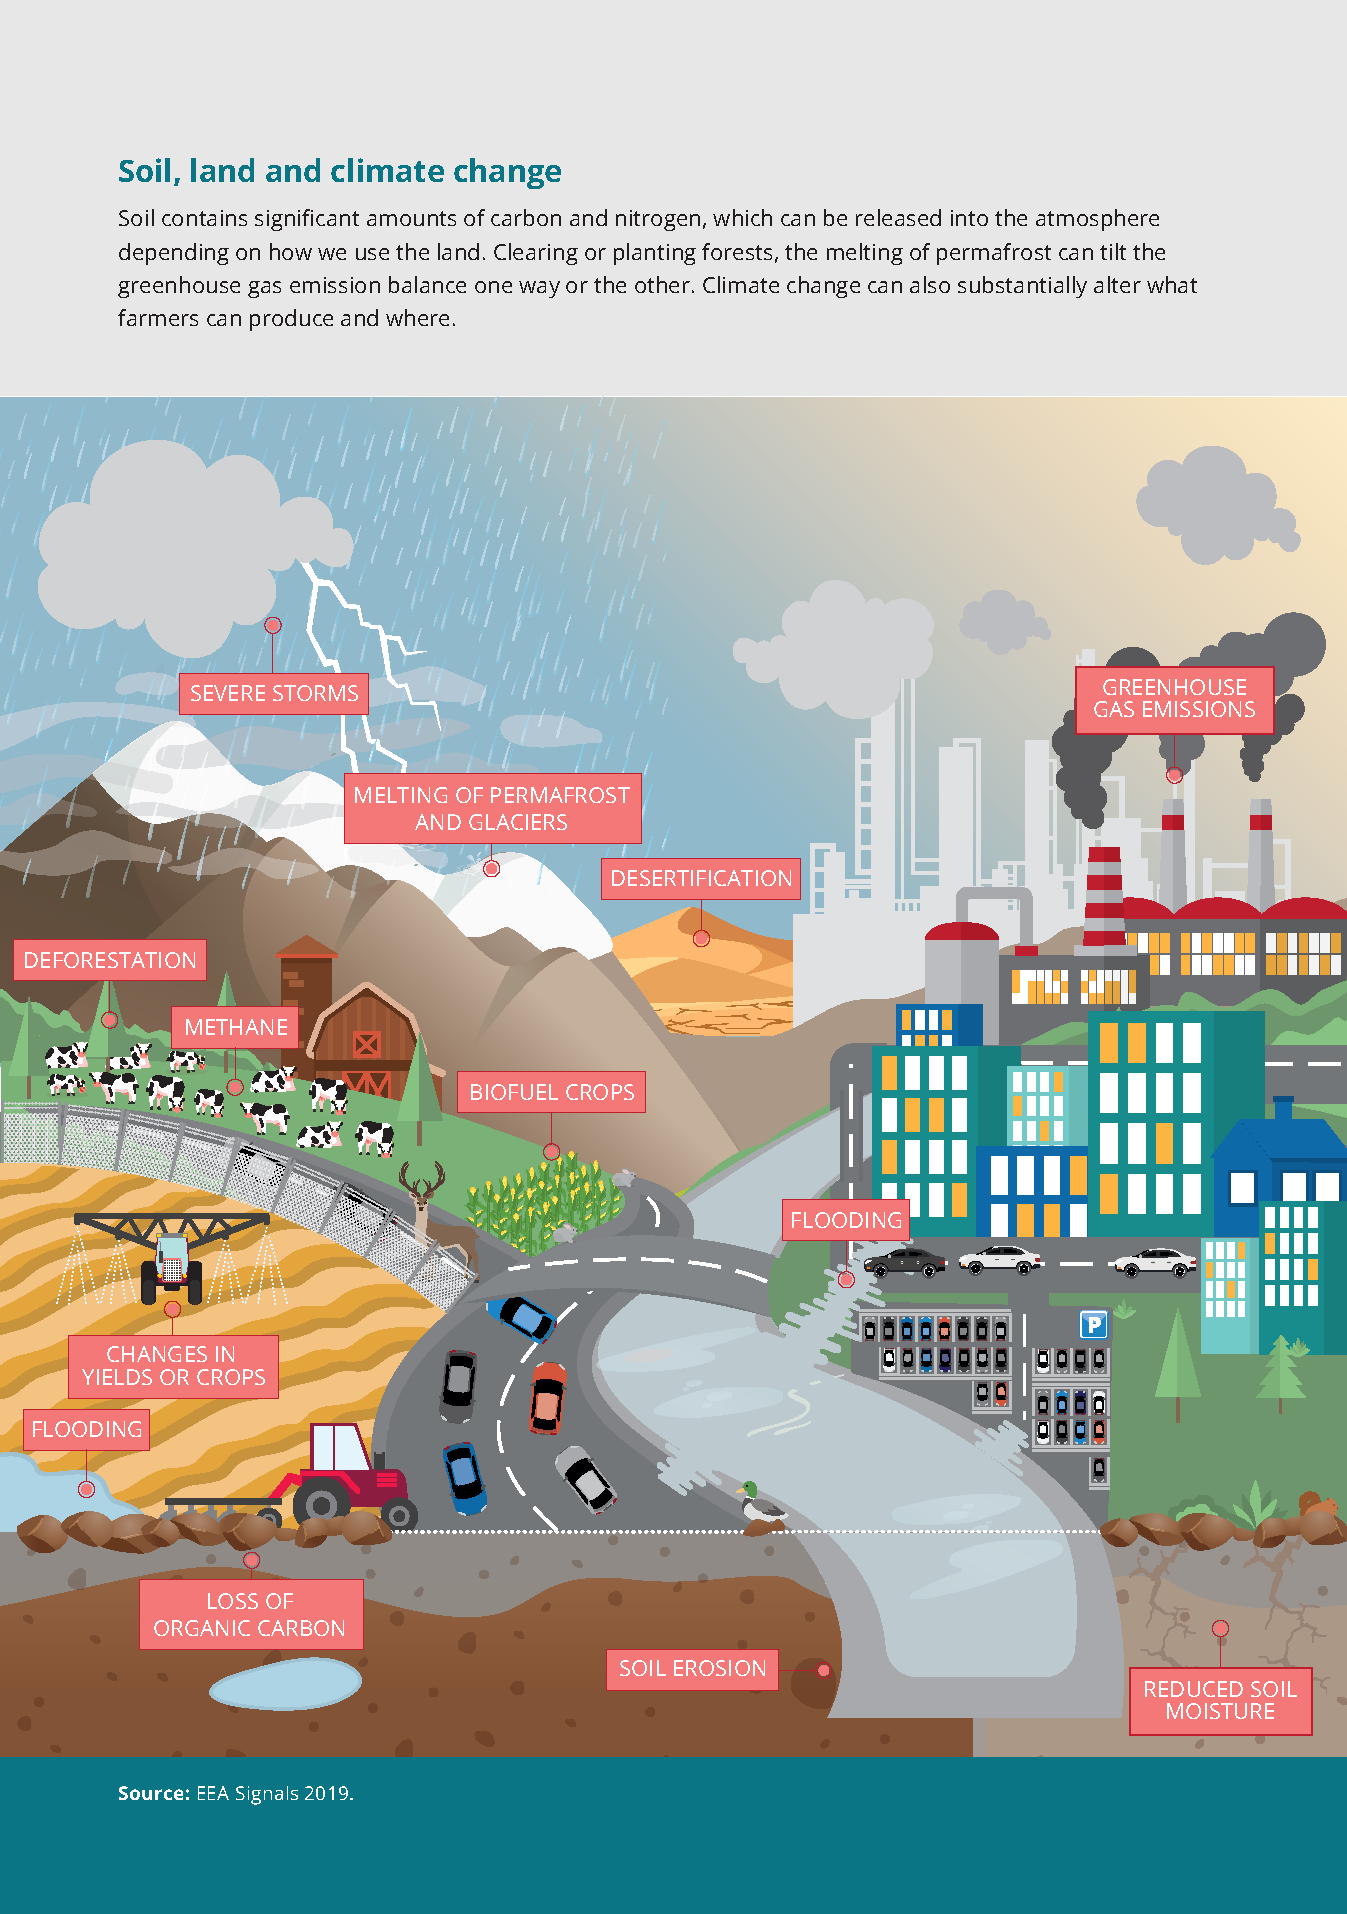 Soil, land and climate change
Soil contains significant amounts of carbon and nitrogen, which can be released into the atmosphere
depending on how we use the land. Clearing or planting forests, the melting of permafrost can tilt the
greenhouse gas emission balance one way or the other. Climate change can also substantially alter what
farmers can produce and where.
SEVERE STORMS
GREENHOUSE
GAS EMISSIONS
MELTING OF PERMAFROST
AND GLACIERS
DESERTIFICATION
DEFORESTATION
METHANE
BIOFUEL CROPS
FLOODING
P
CHANGES IN
YIELDS OR CROPS
FLOODING
LOSS OF
ORGANIC CARBON
SOIL EROSION
REDUCED SOIL
MOISTURE
Source: EEA Signals 2019.